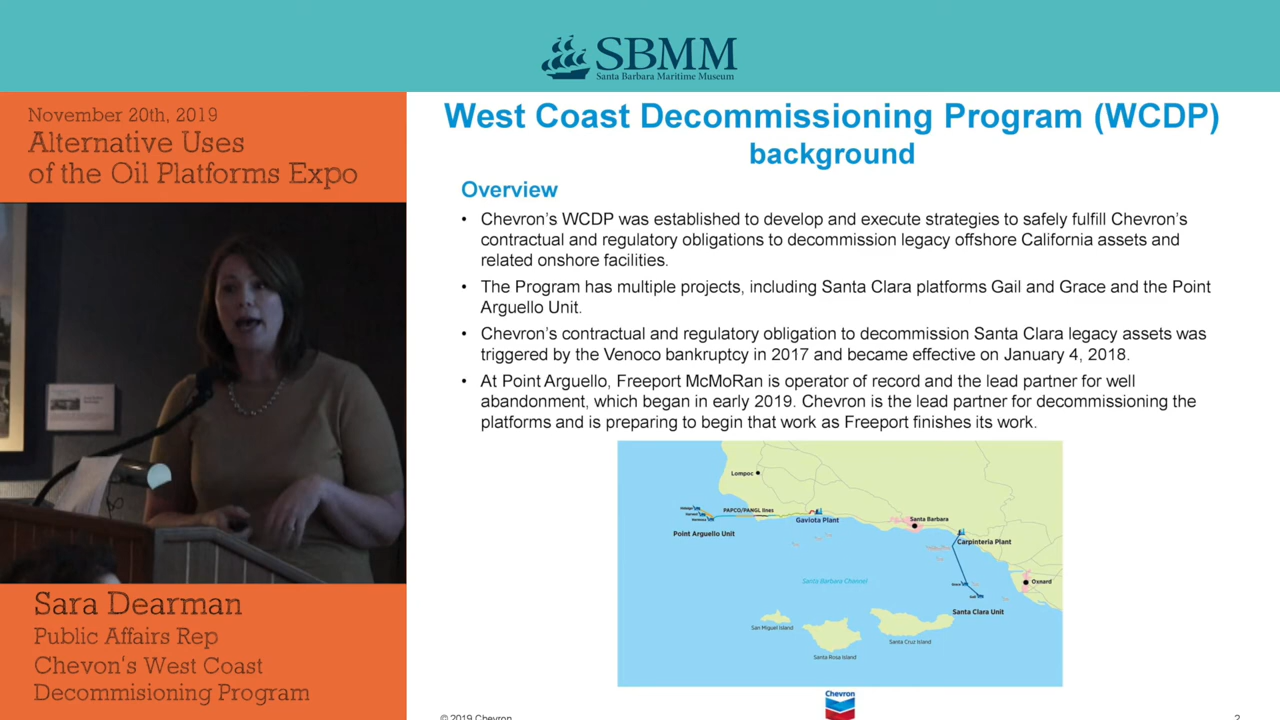 SBMM
Santa Barbara Maritime Museum
November 20th, 2019
Alternative Uses
of the Oil Platforms Expo
Sara Dearman
Public Affairs Rep
Chevon's West Coast
Decommisioning Program
West Coast Decommissioning Program (WCDP)
background
Overview
• Chevron's WCDP was established to develop and execute strategies to safely fulfill Chevron's
contractual and regulatory obligations to decommission legacy offshore California assets and
related onshore facilities.
• The Program has multiple projects, including Santa Clara platforms Gail and Grace and the Point
Arguello Unit.
• Chevron's contractual and regulatory obligation to decommission Santa Clara legacy assets was
triggered by the Venoco bankruptcy in 2017 and became effective on January 4, 2018.
• At Point Arguello, Freeport McMoRan is operator of record and the lead partner for well
abandonment, which began in early 2019. Chevron is the lead partner for decommissioning the
platforms and is preparing to begin that work as Freeport finishes its work.
Lompoc
PAPCO/PANGL lines
Point Arguello Unit
Gaviota Plant
Santa Barbara
Carpinteria Plant
Santa Barbara Channel
Oxnard
Santa Clara Unit
San Miguel Island
Santa Rosa Island
Santa Cruz Island
Chevron
© 2019 Chevron
2